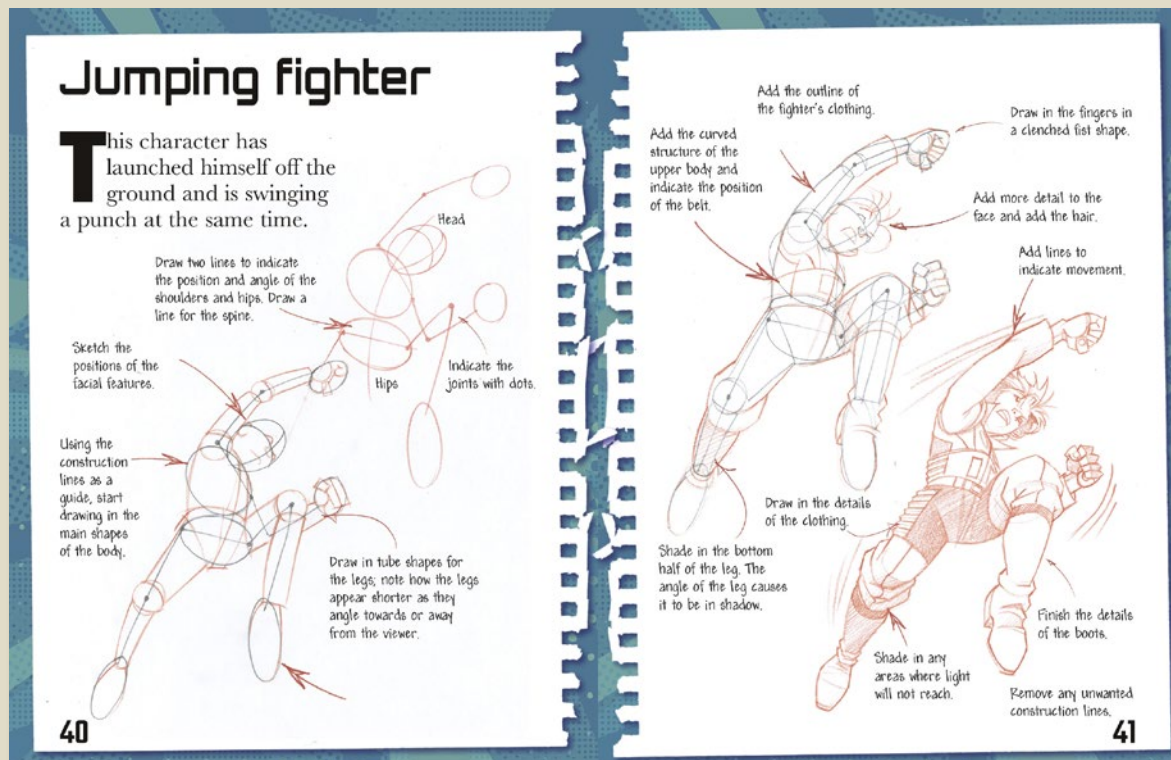 Jumping fighter
This character has
launched himself off the
ground and is swinging
a punch at the same time.
Head
Draw two lines to indicate
the position and angle of the
shoulders and hips. Draw a
line for the spine.
Sketch the
positions of the
facial features.
Hips
Indicate the
joints with dots.
Using the
construction
lines as a
guide, start
drawing in the
main shapes
of the body.
Draw in tube shapes for
the legs; note how the legs
appear shorter as they
angle towards or away
from the viewer.
40
Add the outline of
the fighter's clothing.
Draw in the fingers in
a clenched fist shape.
Add the curved
structure of the
upper body and
indicate the position
of the belt.
Add more detail to the
face and add the hair.
Add lines to
indicate movement.
Draw in the details
of the clothing.
Shade in the bottom
half of the leg. The
angle of the leg causes
it to be in shadow.
Finish the details
of the boots.
Shade in any
areas where light
will not reach.
Remove any unwanted
construction lines.
41